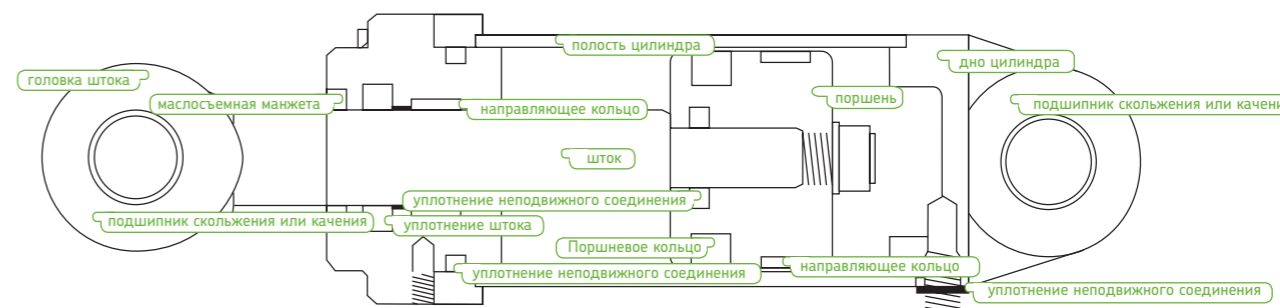 полость цилиндра
дно цилиндра
головка штока
поршень
маслосъемная манжета
направляющее кольцо
подшипник скольжения или качени
шток
уплотнение неподвижного соединения
подшипник скольжения или качения
уплотнение штока
Поршневое кольцо
направляющее кольцо
уплотнение неподвижного соединения
уплотнение неподвижного соединения